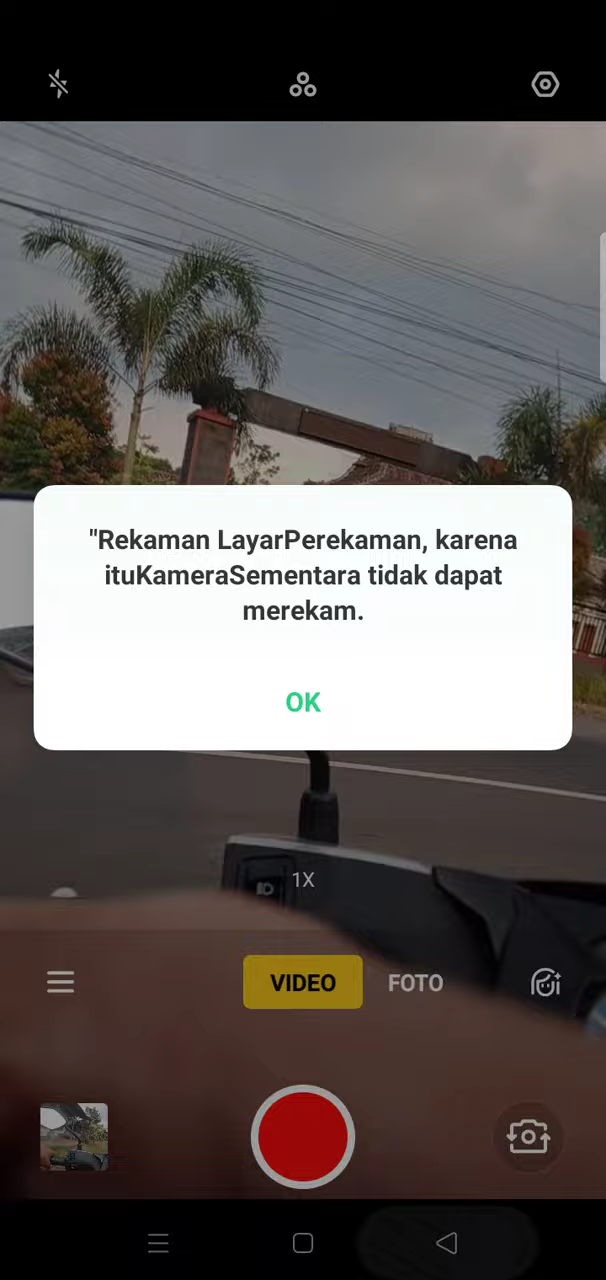 "Rekaman LayarPerekaman, karena
ituKameraSementara tidak dapat
merekam.
OK
1X
VIDEO
FOTO